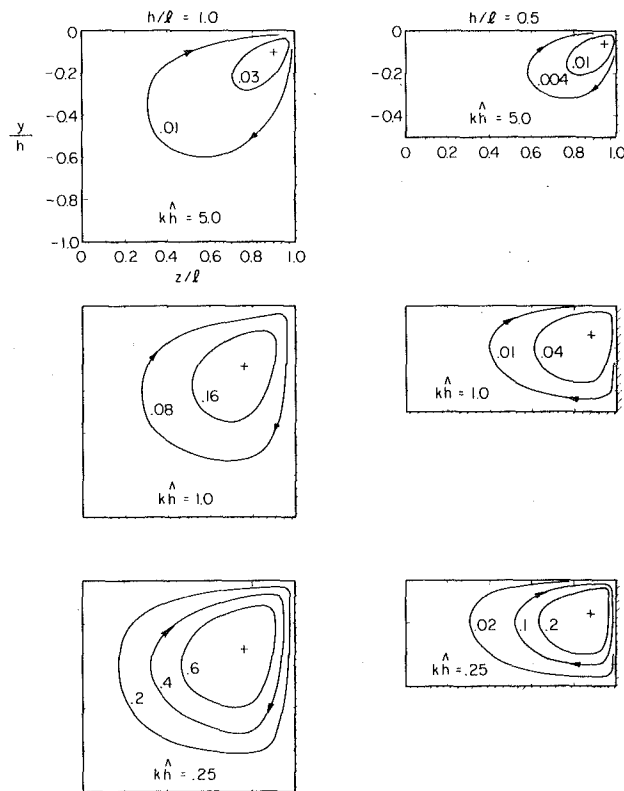 h/ℓ = 1.0
0
-0.2
-0.4
-0.6
-0.8
-1.0
y/h
.03
.01
k̂h = 5.0
0 0.2 0.4 0.6 0.8 1.0
z/ℓ
h/ℓ = 0.5
0
-0.2
-0.4
.01
.004
k̂h = 5.0
0 0.2 0.4 0.6 0.8 1.0
.08
.16
k̂h = 1.0
.01
.04
k̂h = 1.0
.2
.4
.6
k̂h = .25
.02
.1
.2
k̂h = .25